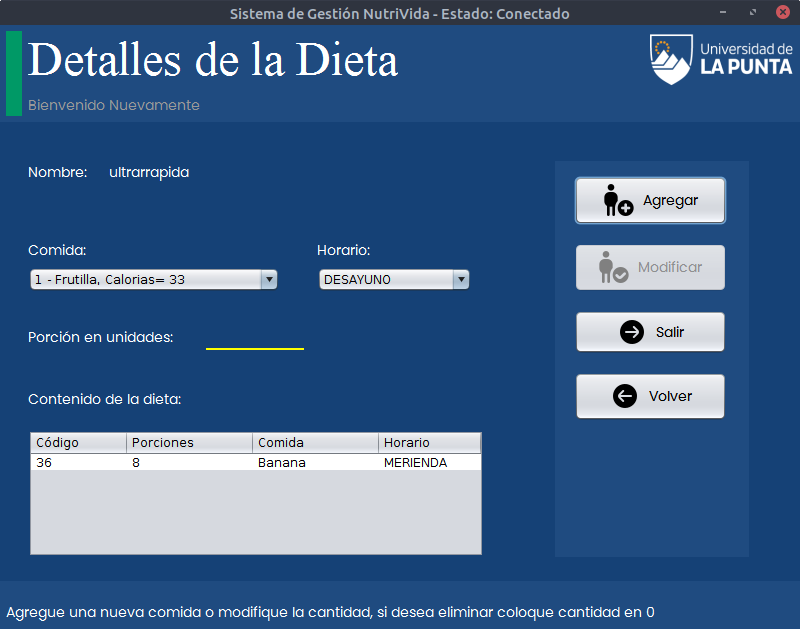 Sistema de Gestión NutriVida - Estado: Conectado
Detalles de la Dieta
Bienvenido Nuevamente
Universidad de
LA PUNTA
Nombre: ultrarrapida
Agregar
Comida: Horario:
Modificar
1 - Frutilla, Calorias= 33 DESAYUNO
Salir
Porción en unidades:
Volver
Contenido de la dieta:
Código Porciones Comida Horario
36 8 Banana MERIENDA
Agregue una nueva comida o modifique la cantidad, si desea eliminar coloque cantidad en 0